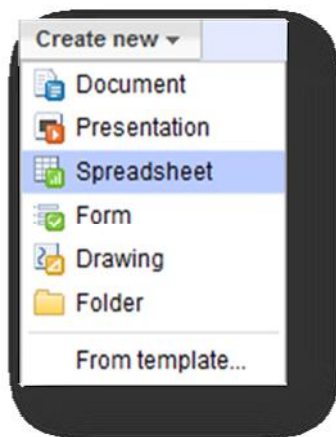 Create new
Document
Presentation
Spreadsheet
Form
Drawing
Folder
From template...